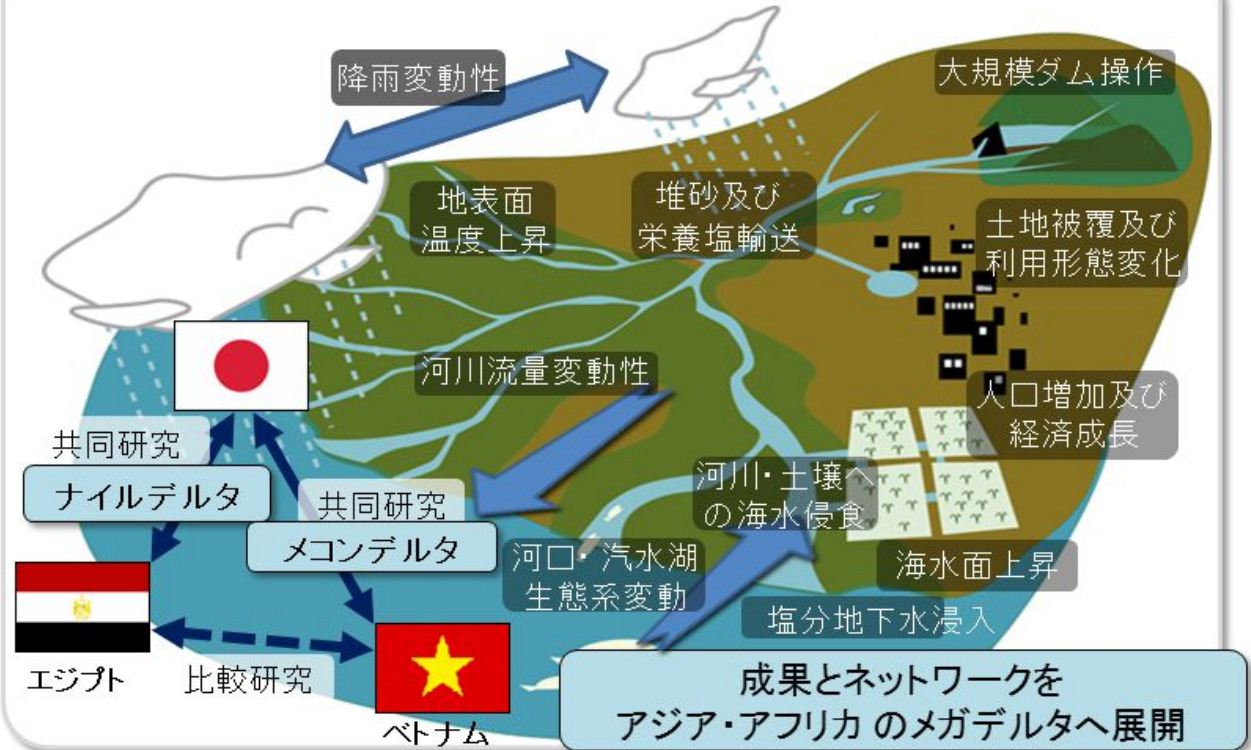 降雨変動性
大規模ダム操作
地表面
温度上昇
堆砂及び
栄養塩輸送
土地被覆及び
利用形態変化
河川流量変動性
人口増加及び
経済成長
共同研究
ナイルデルタ
共同研究
メコンデルタ
河川・土壌へ
の海水侵食
河口・汽水湖
生態系変動
海水面上昇
塩分地下水浸入
エジプト
比較研究
ベトナム
成果とネットワークを
アジア・アフリカ のメガデルタへ展開